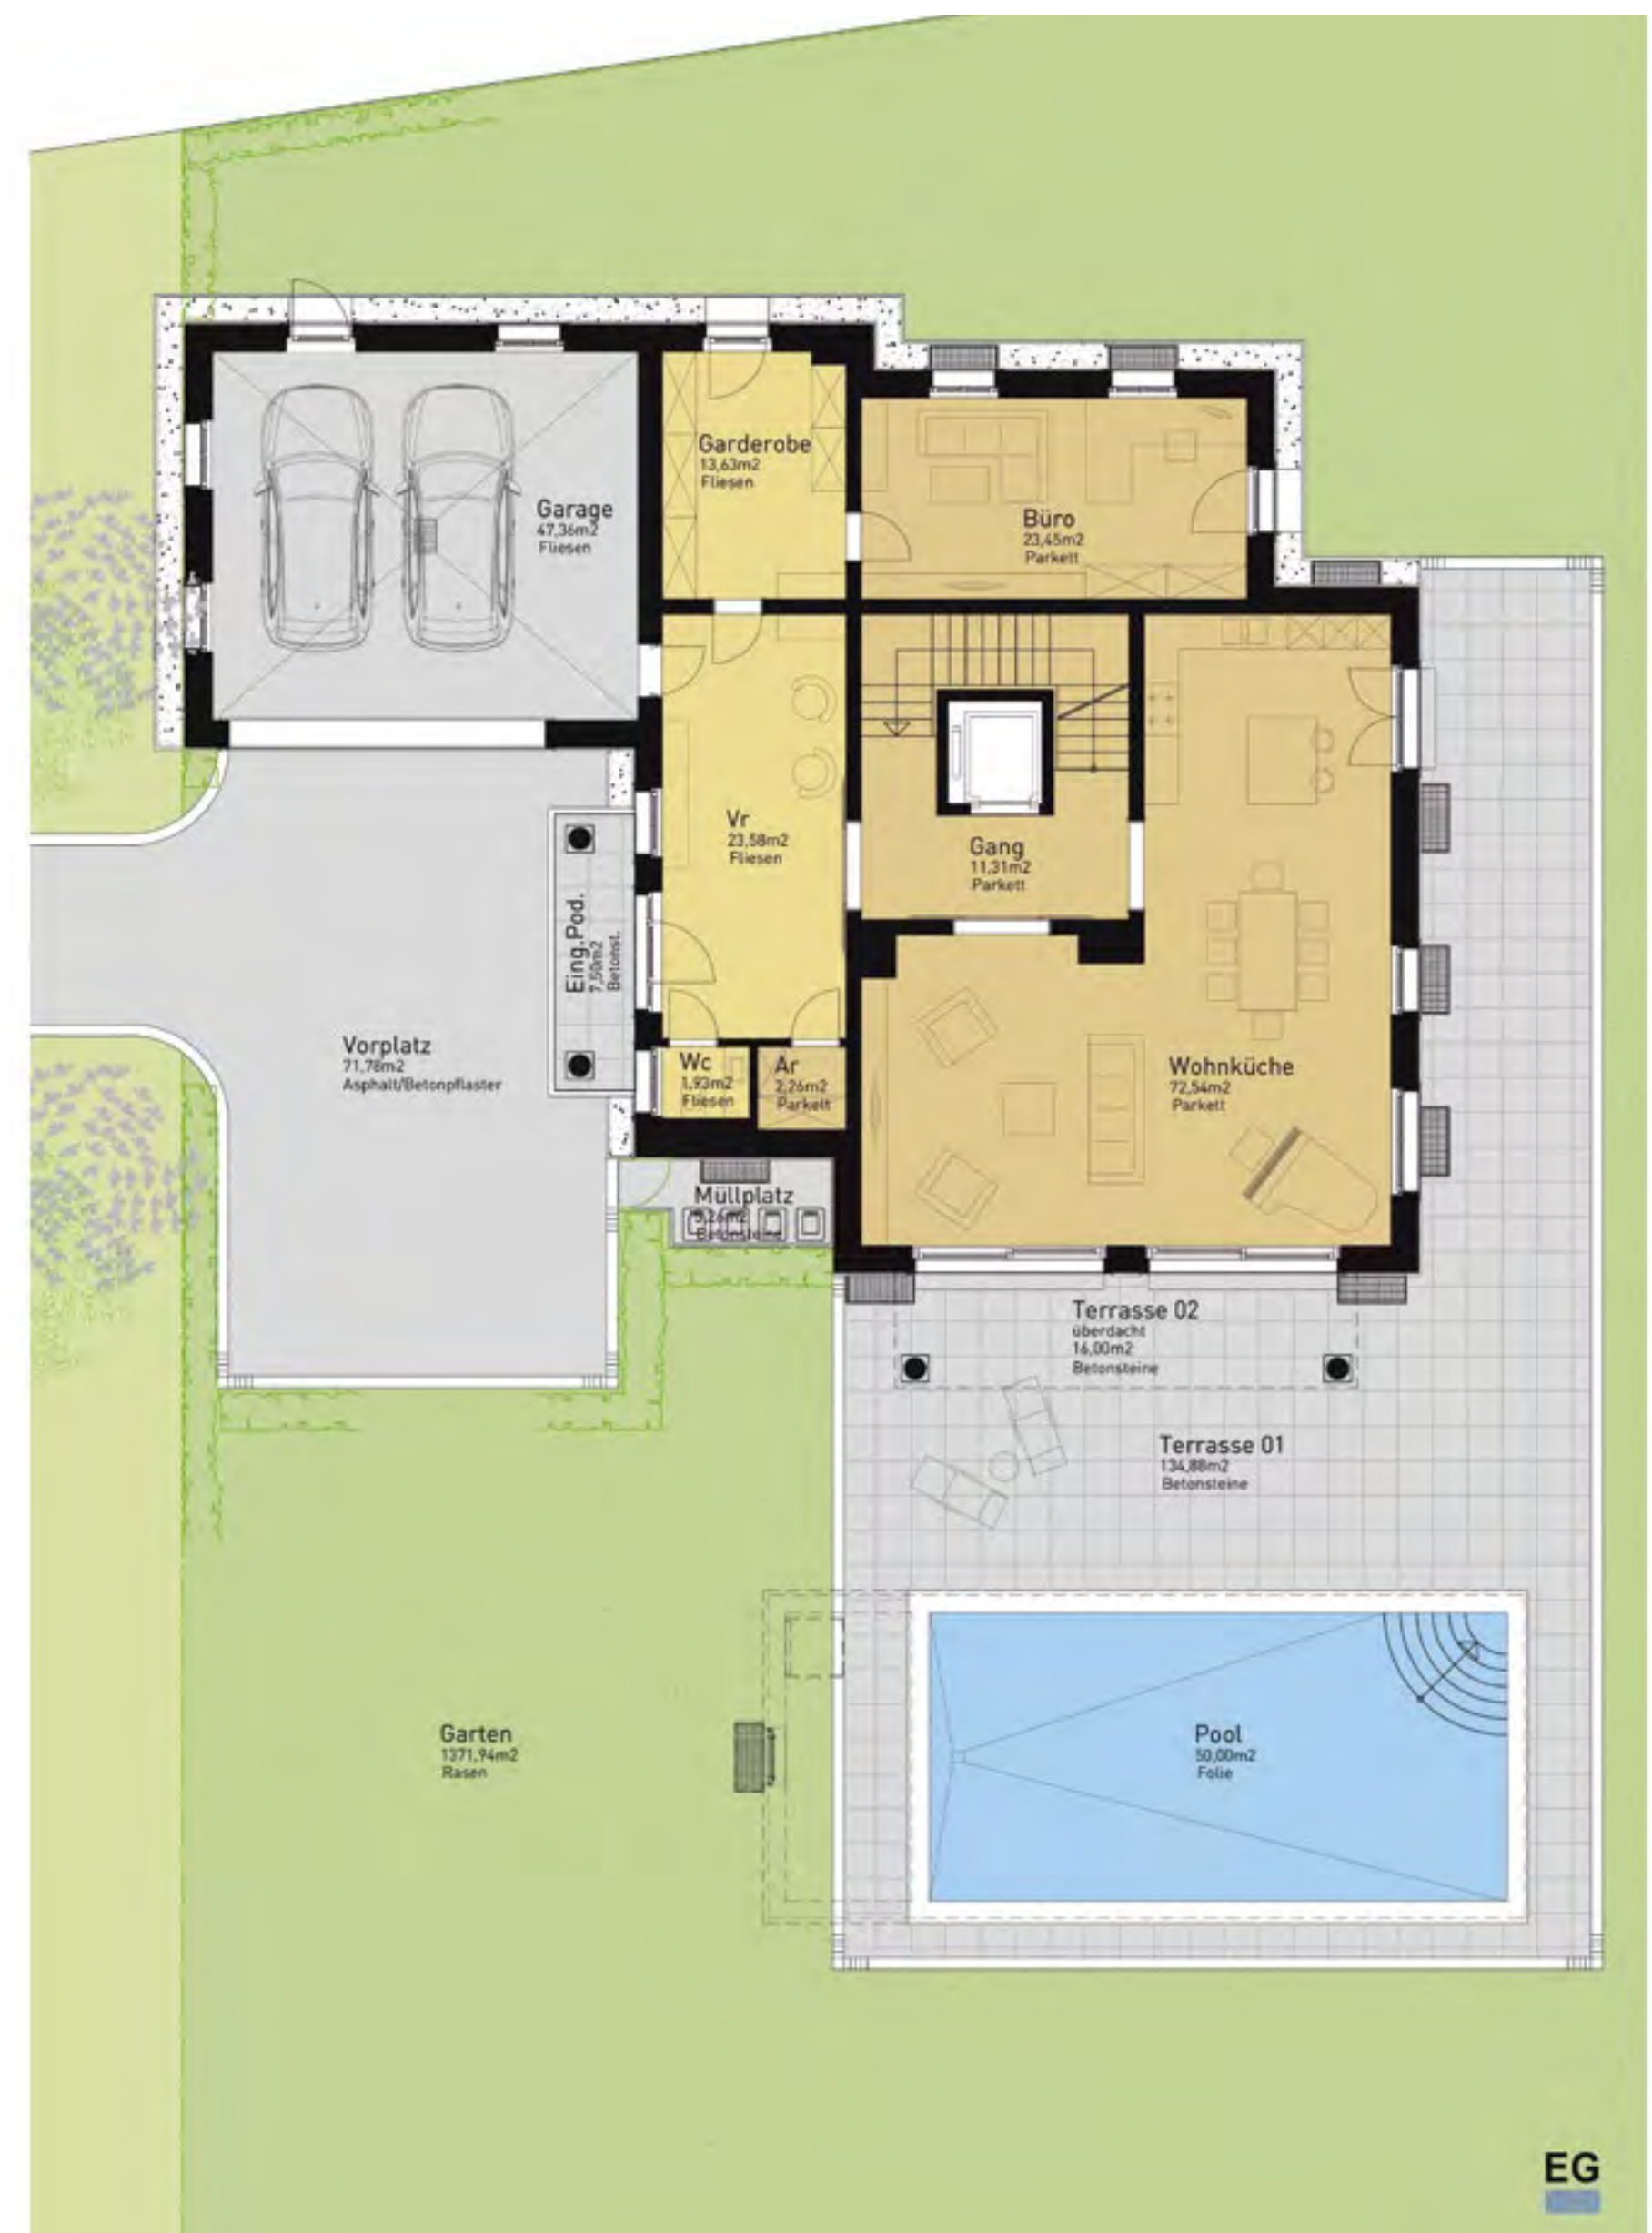 Garderobe
13,63m2
Fliesen
Garage
47,36m2
Fliesen
Büro
23,45m2
Parkett
Vr
23,58m2
Fliesen
Gang
11,31m2
Parkett
Eing.Pod.
7,50m2
Betonst.
Vorplatz
71,78m2
Asphalt/Betonpflaster
Wc
1,93m2
Fliesen
Ar
2,26m2
Parkett
Wohnküche
72,54m2
Parkett
Müllplatz
5,26m2
Betonsteine
Terrasse 02
überdacht
16,00m2
Betonsteine
Terrasse 01
134,88m2
Betonsteine
Garten
1371,94m2
Rasen
Pool
50,00m2
Folie
EG